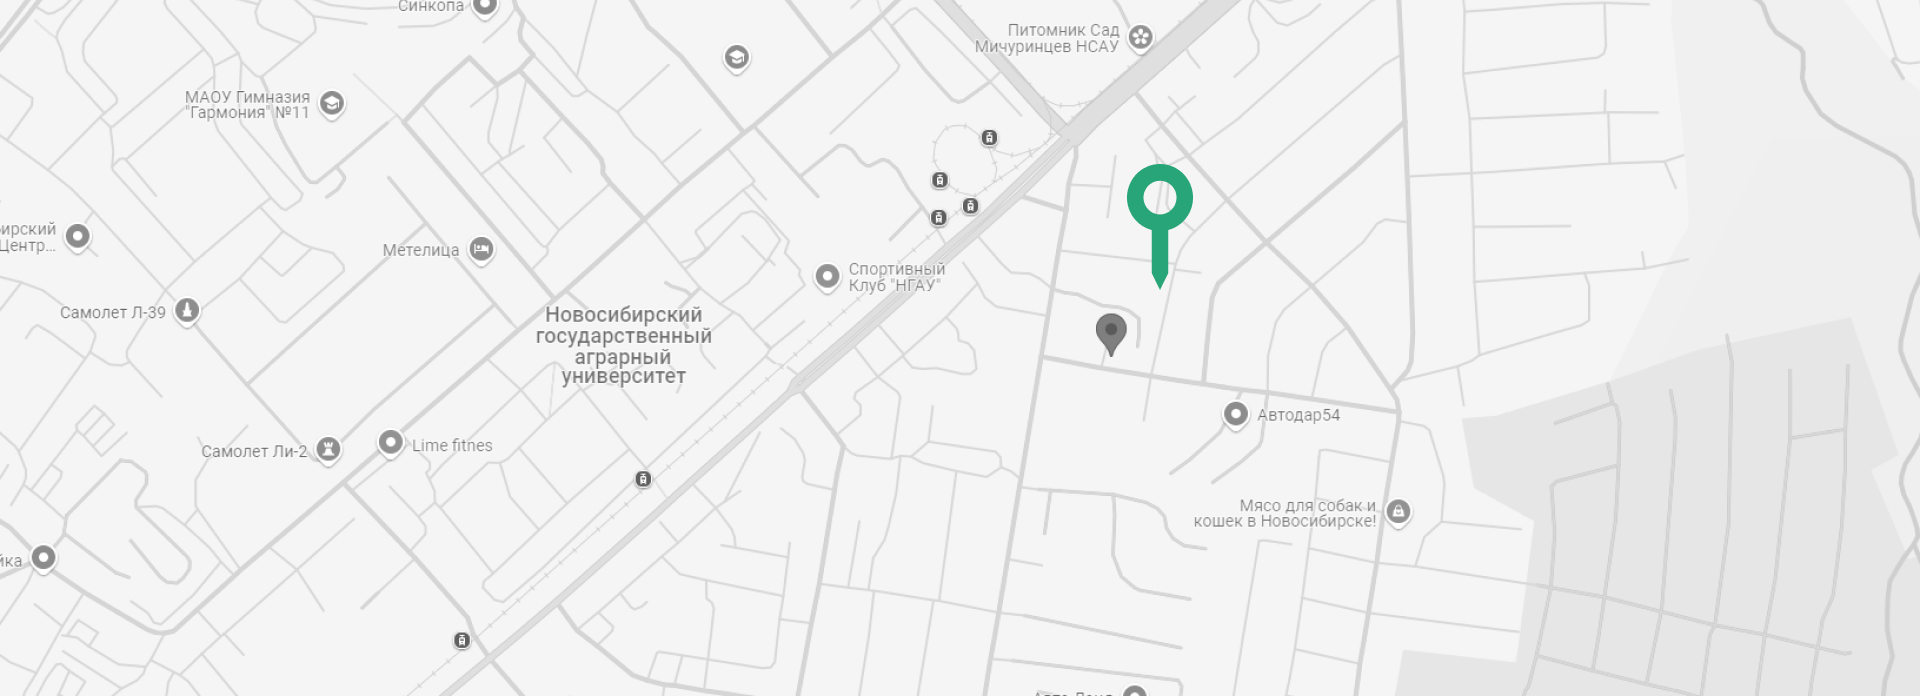 Синкопа
Питомник Сад
Мичуринцев НСАУ
МАОУ Гимназия
"Гармония" №11
ирский
Центр...
Метелица
Спортивный
Клуб "НГАУ"
Самолет Л-39
Новосибирский
государственный
аграрный
университет
Автодар54
Самолет Ли-2
Lime fitnes
Мясо для собак и
кошек в Новосибирске!
йка